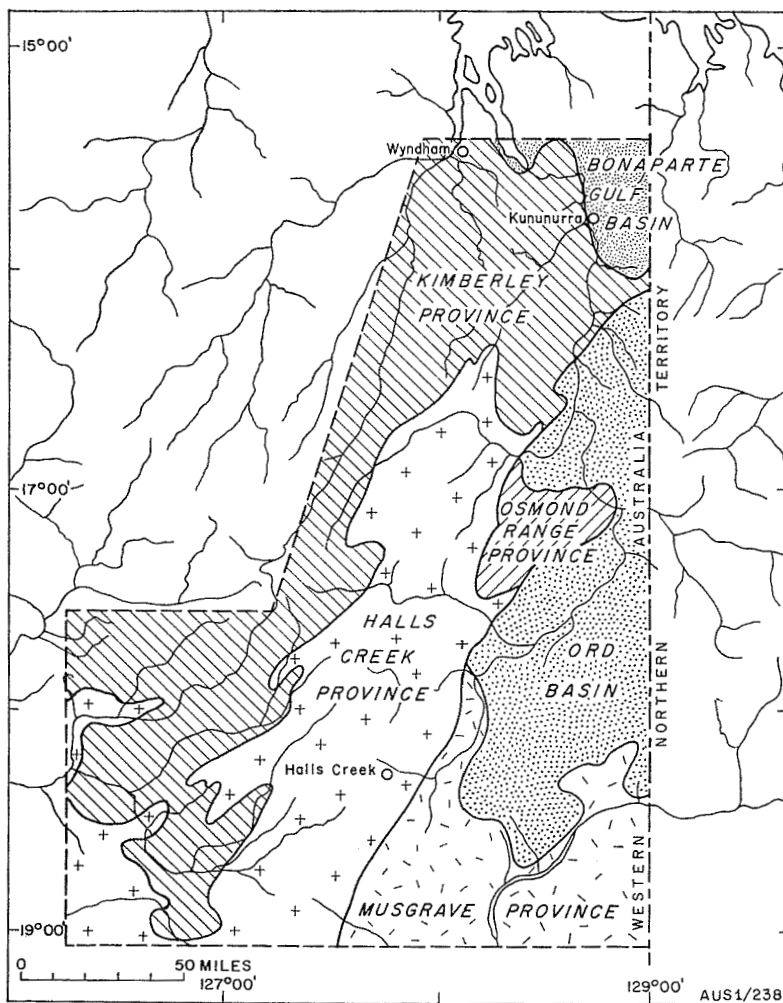 15°00'
Wyndham
BONAPARTE
GULF
Kununurra
BASIN
KIMBERLEY
PROVINCE
TERRITORY
AUSTRALIA
17°00'
OSMOND
RANGE
PROVINCE
HALLS
CREEK
PROVINCE
ORD
BASIN
NORTHERN
Halls Creek
WESTERN
MUSGRAVE PROVINCE
19°00'
0 50 MILES
127°00'
129°00'
AUS1/238